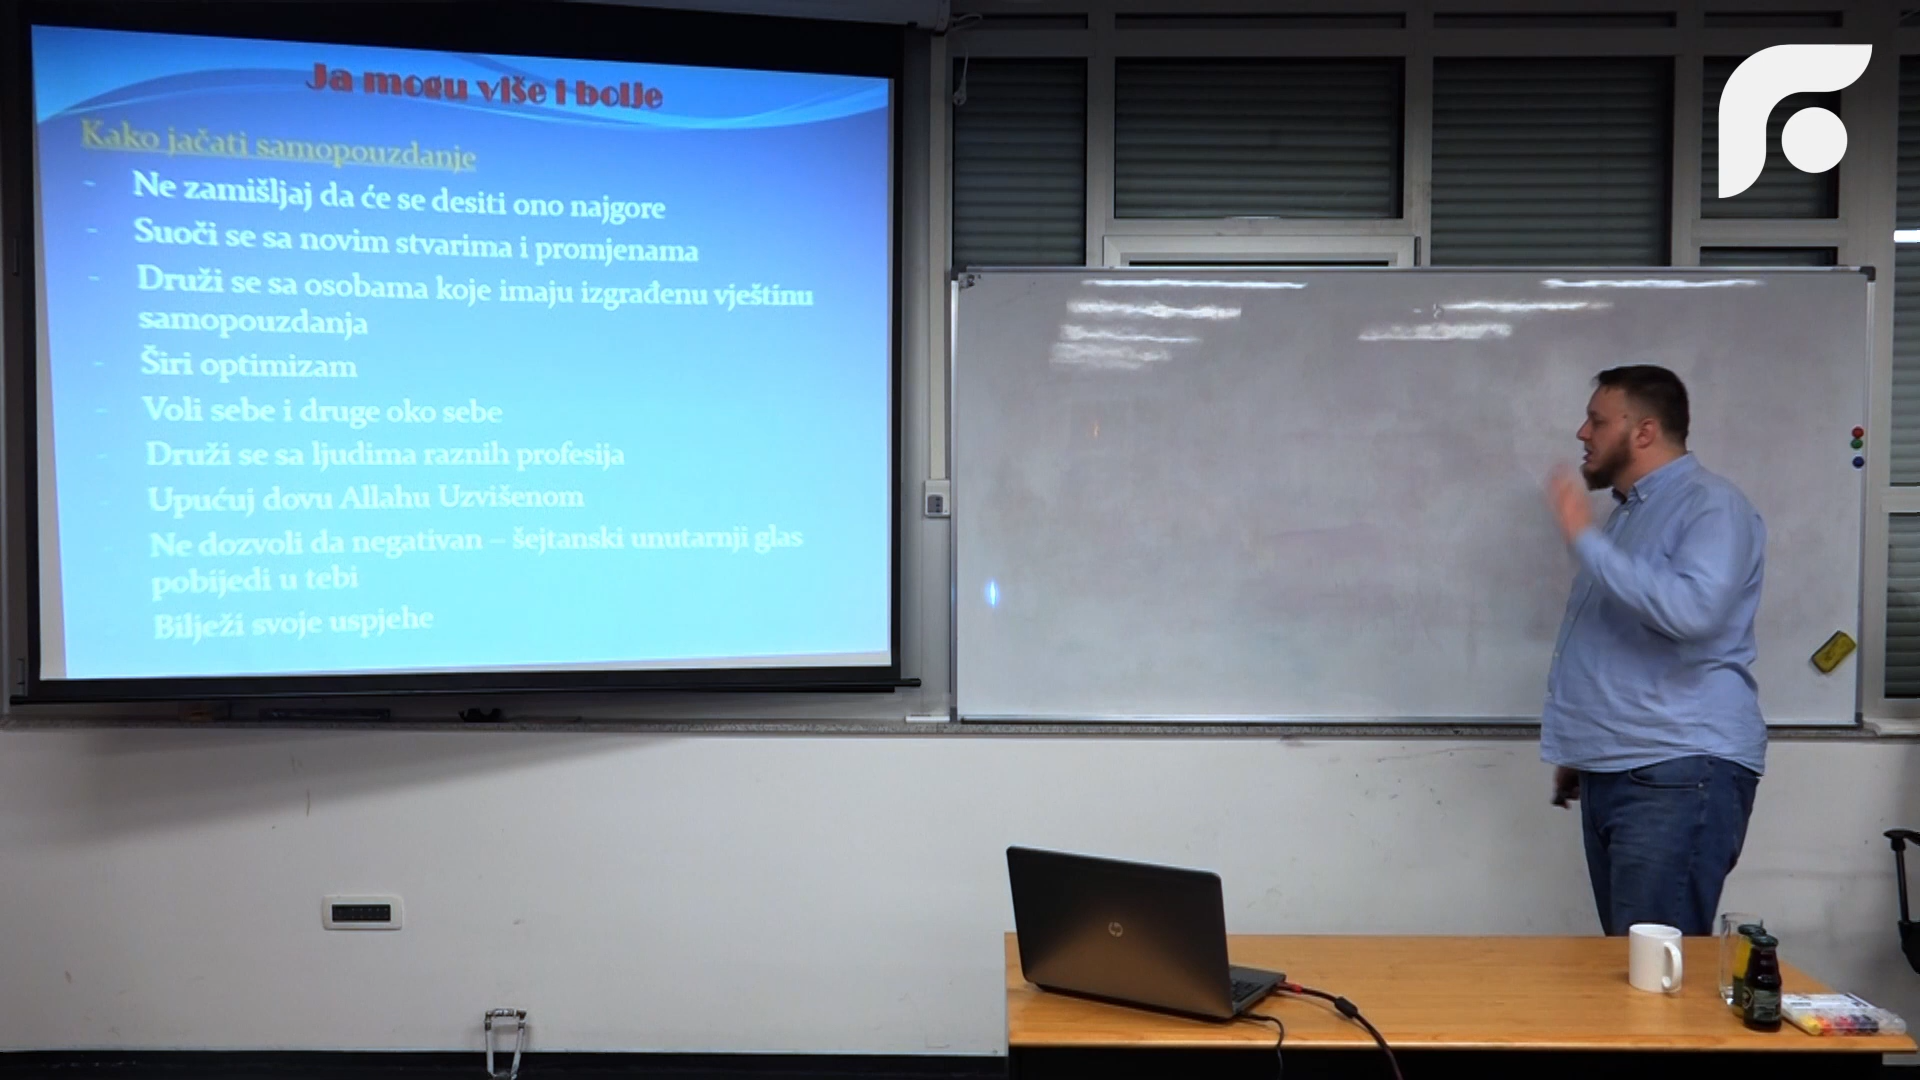 Ja mogu više i bolje
Kako jačati samopouzdanje
- Ne zamišljaj da će se desiti ono najgore
- Suoči se sa novim stvarima i promjenama
- Druži se sa osobama koje imaju izgrađenu vještinu
samopouzdanja
- Širi optimizam
- Voli sebe i druge oko sebe
- Druži se sa ljudima raznih profesija
- Upućuj dovu Allahu Uzvišenom
- Ne dozvoli da negativan – šejtanski unutarnji glas
pobijedi u tebi
- Bilježi svoje uspjehe
hp